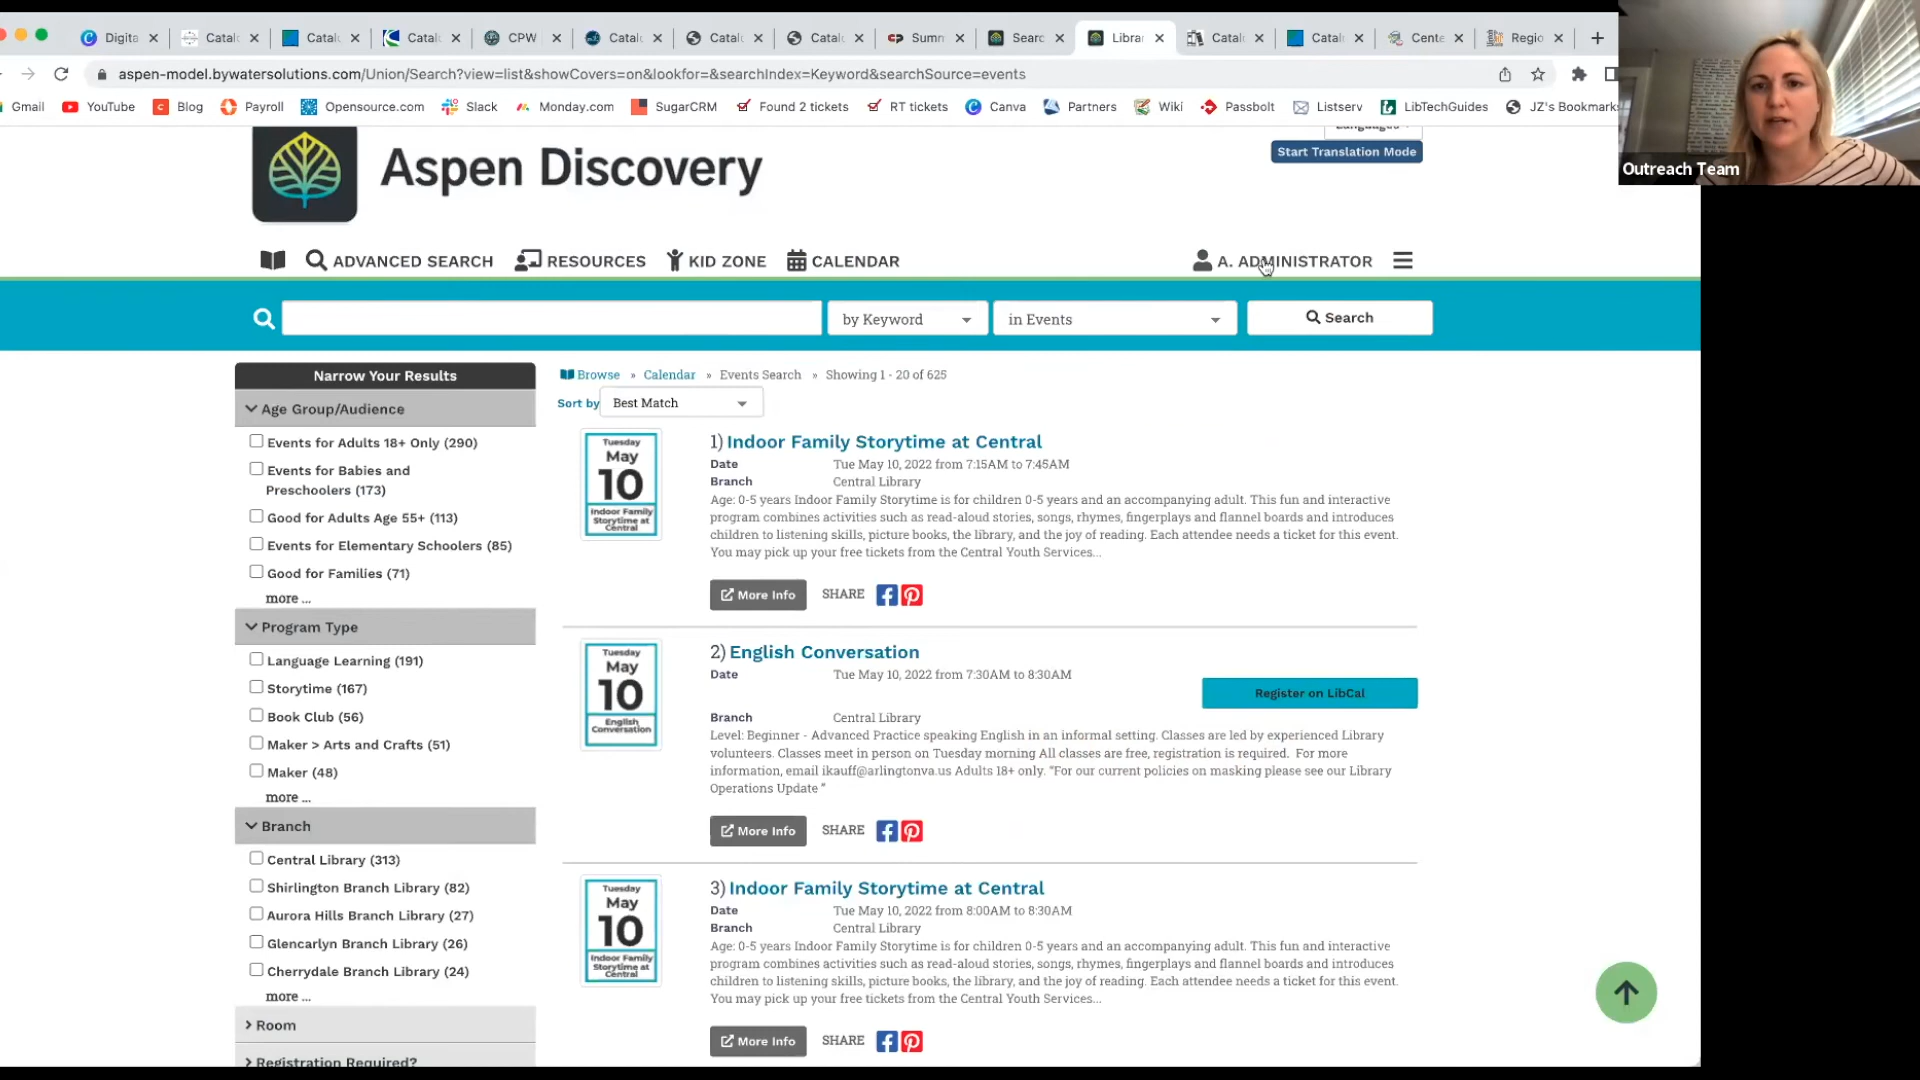 Digita
Catal
Catal
Catal
CPW
Catal
Catal
Catal
Summ
Searc
Librar
Catal
Catal
Cente
Regio
aspen-model.bywatersolutions.com/Union/Search?view=list&showCovers=on&lookfor=&searchIndex=Keyword&searchSource=events
Gmail YouTube Blog Payroll Opensource.com Slack Monday.com SugarCRM Found 2 tickets RT tickets Canva Partners Wiki Passbolt Listserv LibTechGuides JZ's Bookmark
Outreach Team
Languages
Start Translation Mode
Aspen Discovery
ADVANCED SEARCH RESOURCES KID ZONE CALENDAR A. ADMINISTRATOR
by Keyword in Events Search
Narrow Your Results
Age Group/Audience
Events for Adults 18+ Only (290)
Events for Babies and
Preschoolers (173)
Good for Adults Age 55+ (113)
Events for Elementary Schoolers (85)
Good for Families (71)
more ...
Program Type
Language Learning (191)
Storytime (167)
Book Club (56)
Maker > Arts and Crafts (51)
Maker (48)
more ...
Branch
Central Library (313)
Shirlington Branch Library (82)
Aurora Hills Branch Library (27)
Glencarlyn Branch Library (26)
Cherrydale Branch Library (24)
more ...
Room
Registration Required?
Browse » Calendar » Events Search » Showing 1 - 20 of 625
Sort by Best Match
Tuesday
May
10
Indoor Family
Storytime at
Central
1) Indoor Family Storytime at Central
Date Tue May 10, 2022 from 7:15AM to 7:45AM
Branch Central Library
Age: 0-5 years Indoor Family Storytime is for children 0-5 years and an accompanying adult. This fun and interactive
program combines activities such as read-aloud stories, songs, rhymes, fingerplays and flannel boards and introduces
children to listening skills, picture books, the library, and the joy of reading. Each attendee needs a ticket for this event.
You may pick up your free tickets from the Central Youth Services...
More Info SHARE
Tuesday
May
10
English
Conversation
2) English Conversation
Date Tue May 10, 2022 from 7:30AM to 8:30AM
Register on LibCal
Branch Central Library
Level: Beginner - Advanced Practice speaking English in an informal setting. Classes are led by experienced Library
volunteers. Classes meet in person on Tuesday morning All classes are free, registration is required. For more
information, email ikauff@arlingtonva.us Adults 18+ only. "For our current policies on masking please see our Library
Operations Update "
More Info SHARE
Tuesday
May
10
Indoor Family
Storytime at
Central
3) Indoor Family Storytime at Central
Date Tue May 10, 2022 from 8:00AM to 8:30AM
Branch Central Library
Age: 0-5 years Indoor Family Storytime is for children 0-5 years and an accompanying adult. This fun and interactive
program combines activities such as read-aloud stories, songs, rhymes, fingerplays and flannel boards and introduces
children to listening skills, picture books, the library, and the joy of reading. Each attendee needs a ticket for this event.
You may pick up your free tickets from the Central Youth Services...
More Info SHARE